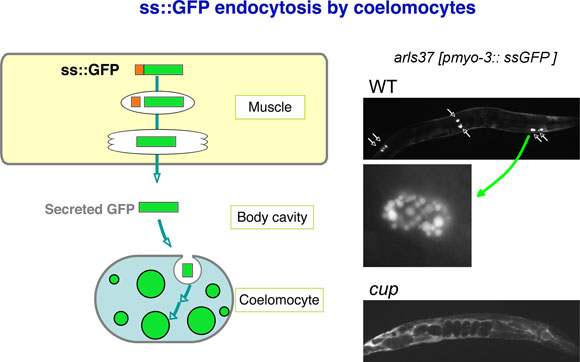 ss::GFP endocytosis by coelomocytes
ss::GFP
Muscle
Secreted GFP
Body cavity
Coelomocyte
arIs37 [pmyo-3:: ssGFP ]
WT
cup